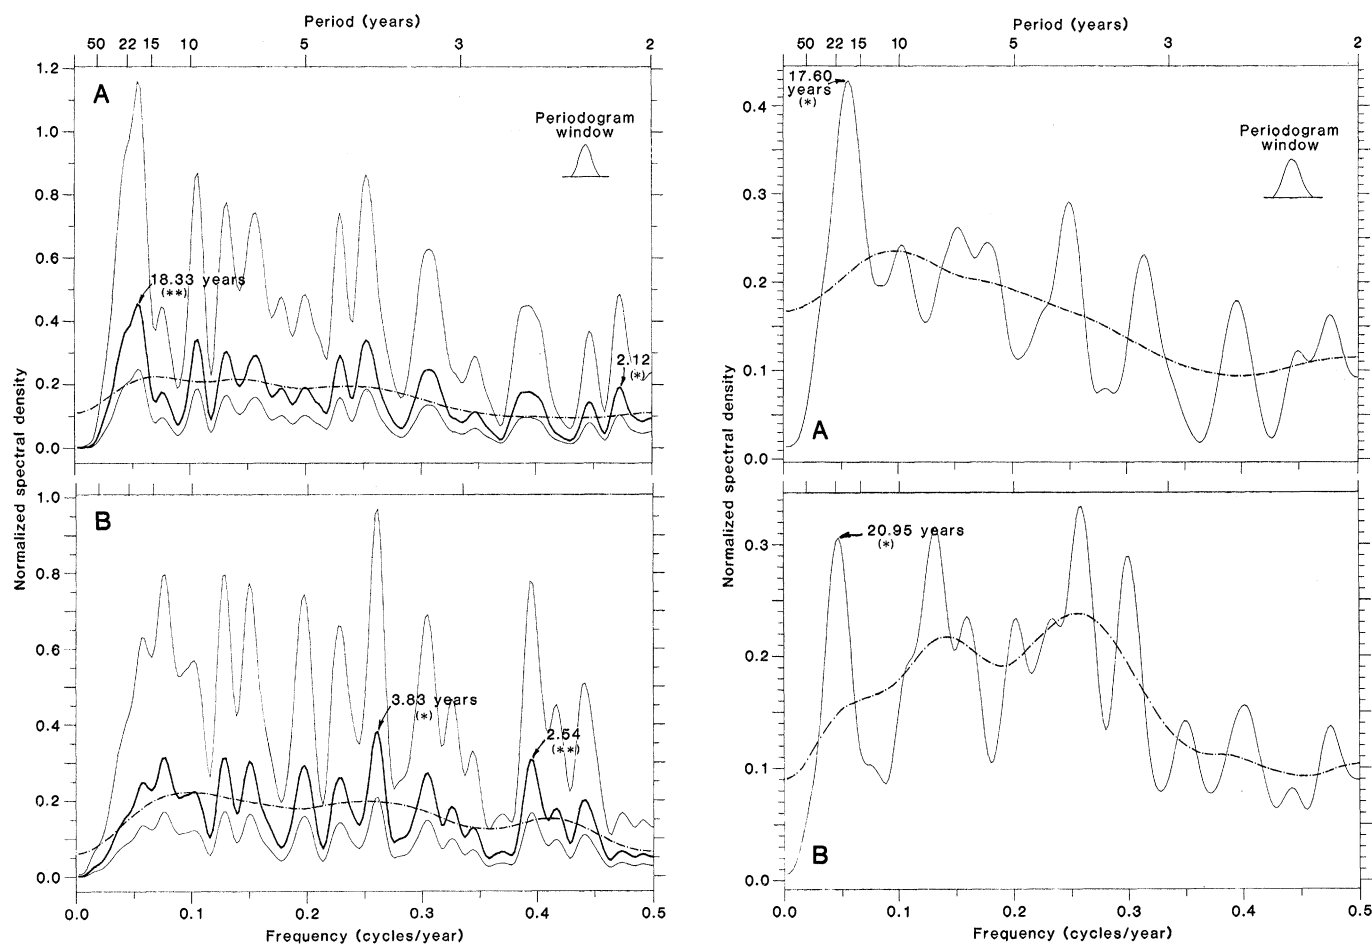 Period (years)
50 22 15 10 5 3 2
1.2
A
Periodogram
window
1.0
0.8
0.6
18.33 years
(**)
0.4
2.12
(*)
0.2
0.0
1.0
B
0.8
0.6
3.83 years
(*)
0.4
2.54
(**)
0.2
0.0
Normalized spectral density
0.0 0.1 0.2 0.3 0.4 0.5
Frequency (cycles/year)
Period (years)
50 22 15 10 5 3 2
17.60
years
(*)
0.4
Periodogram
window
0.3
0.2
0.1
A
0.0
20.95 years
(*)
0.3
0.2
0.1
B
0.0
Normalized spectral density
0.0 0.1 0.2 0.3 0.4 0.5
Frequency (cycles/year)